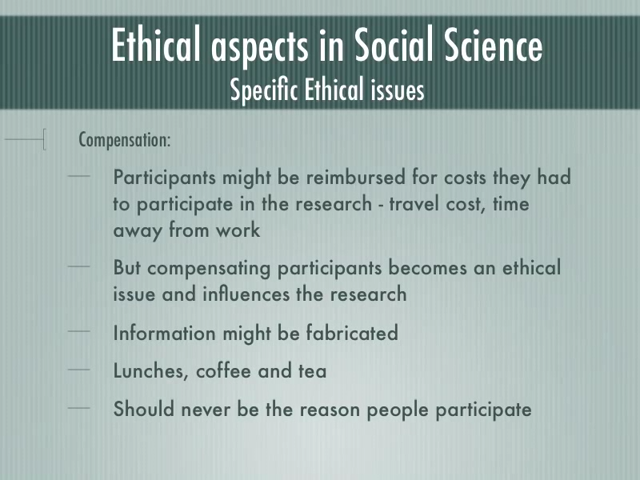 Ethical aspects in Social Science
Specific Ethical issues
Compensation:
Participants might be reimbursed for costs they had
to participate in the research - travel cost, time
away from work
But compensating participants becomes an ethical
issue and influences the research
Information might be fabricated
Lunches, coffee and tea
Should never be the reason people participate